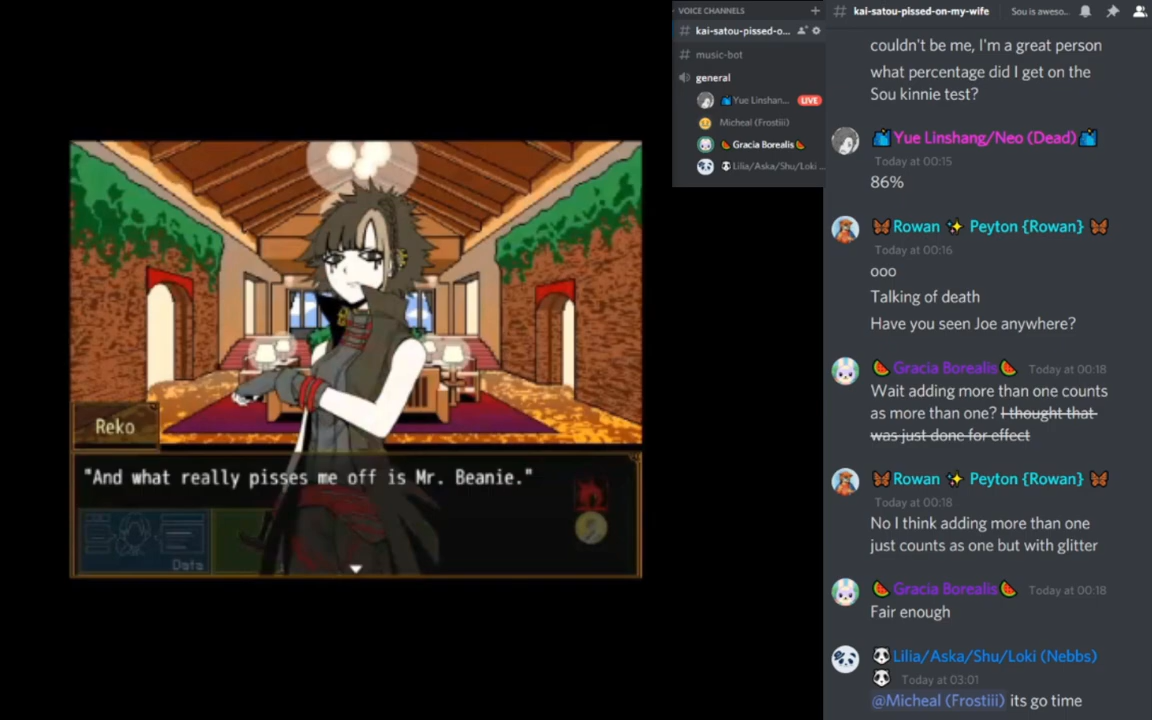 Reko
"And what really pisses me off is Mr. Beanie."
Data
VOICE CHANNELS
# kai-satou-pissed-o...
# music-bot
general
Yue Linshan... LIVE
Micheal (Frostiii)
Gracia Borealis
Lilia/Aska/Shu/Loki ...
# kai-satou-pissed-on-my-wife
Sou is aweso...
couldn't be me, I'm a great person
what percentage did I get on the
Sou kinnie test?
Yue Linshang/Neo (Dead)
Today at 00:15
86%
Rowan ✨ Peyton {Rowan}
Today at 00:16
ooo
Talking of death
Have you seen Joe anywhere?
Gracia Borealis Today at 00:18
Wait adding more than one counts
as more than one? I thought that
was just done for effect
Rowan ✨ Peyton {Rowan}
Today at 00:18
No I think adding more than one
just counts as one but with glitter
Gracia Borealis Today at 00:18
Fair enough
Lilia/Aska/Shu/Loki (Nebbs)
Today at 03:01
@Micheal (Frostiii) its go time